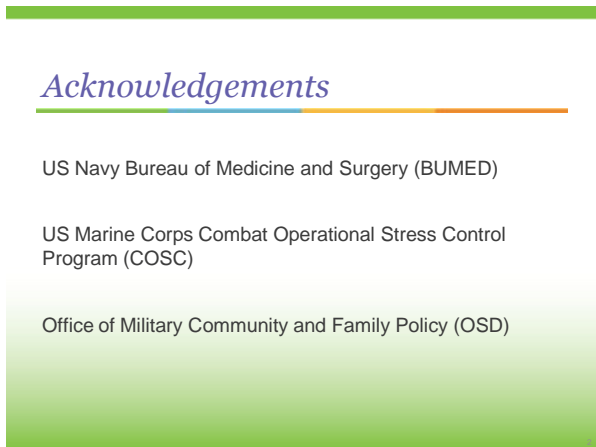 Acknowledgements
US Navy Bureau of Medicine and Surgery (BUMED)
US Marine Corps Combat Operational Stress Control
Program (COSC)
Office of Military Community and Family Policy (OSD)